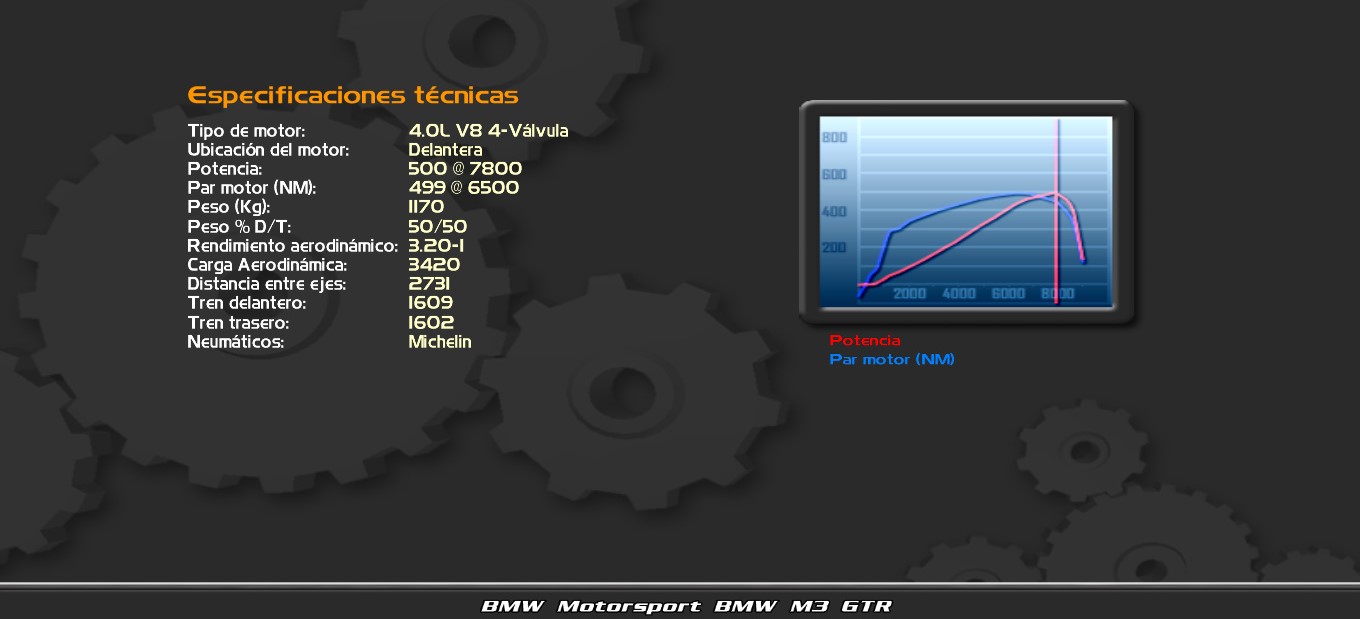 Especificaciones técnicas
Tipo de motor: 4.0L V8 4-Válvula
Ubicación del motor: Delantera
Potencia: 500 @ 7800
Par motor (NM): 499 @ 6500
Peso (Kg): 1170
Peso % D/T: 50/50
Rendimiento aerodinámico: 3.20-1
Carga Aerodinámica: 3420
Distancia entre ejes: 2731
Tren delantero: 1609
Tren trasero: 1602
Neumáticos: Michelin
800
600
400
200
2000 4000 6000 8000
Potencia
Par motor (NM)
BMW Motorsport BMW M3 GTR